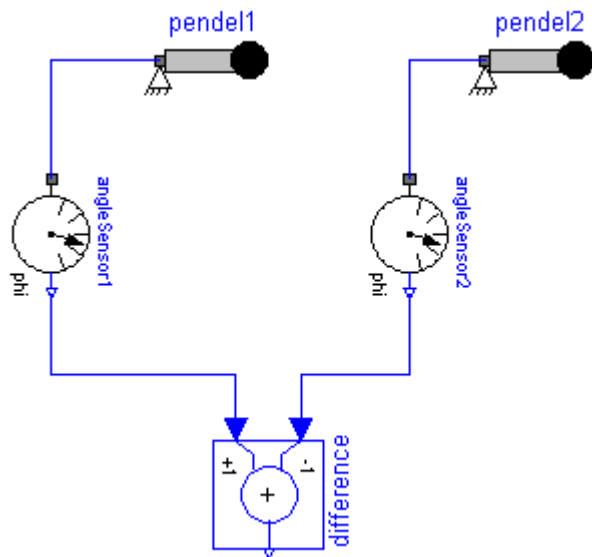 pendel1
pendel2
angleSensor1
phi
angleSensor2
phi
+1
-1
+
difference